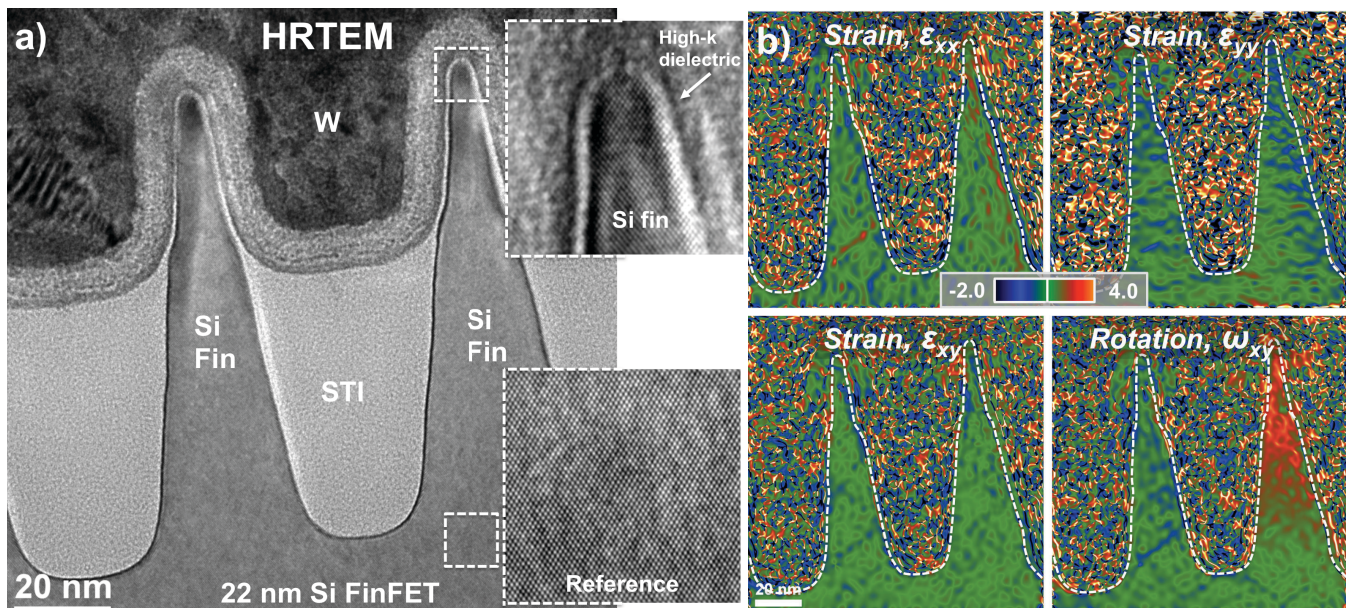 a)
HRTEM
W
High-k
dielectric
Si fin
Si
Fin
Si
Fin
STI
Reference
20 nm
22 nm Si FinFET
b)
Strain, εxx
Strain, εyy
-2.0
4.0
Strain, εxy
Rotation, ωxy
20 nm